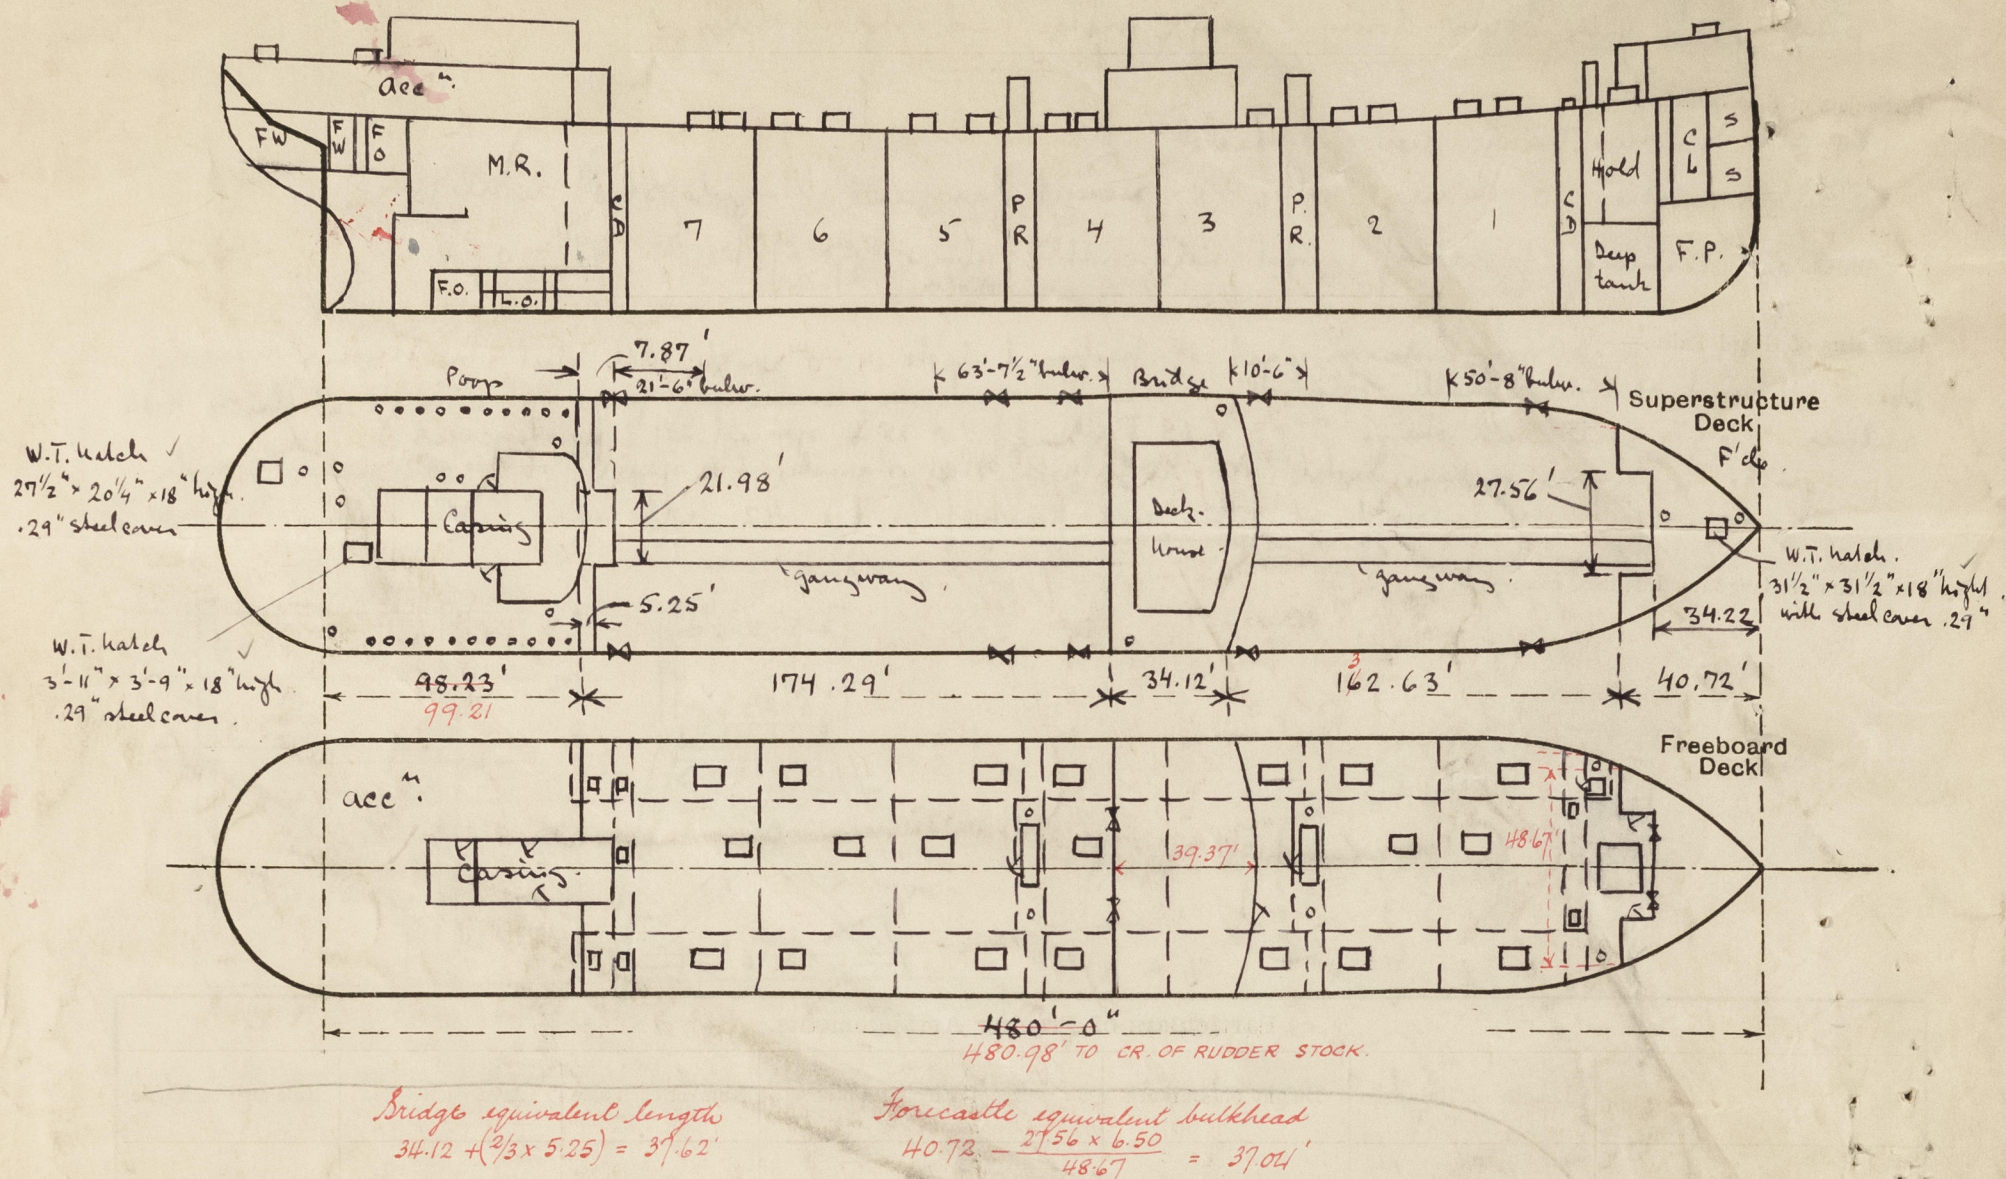 Accⁿ.
F W
F W
F O
M.R.
F.O.
L.O.
C D
7
6
5
P R
4
3
P. R.
2
1
C D
Hold
Deep tank
C L
S
S
F.P.
Poop
7.87'
21'-6" bulw.
63'-7½" bulw.
Bridge
10'-6"
50'-8" bulw.
Superstructure
Deck
F'cle.
W.T. hatch ✓
27½" × 20¼" × 18" high.
.29" steel cover
Casing
21.98'
Deck-
house
27.56'
gangway
gangway
5.25'
W.T. hatch.
31½" × 31½" × 18" high
with steel cover .29"
34.22
W.T. hatch
3'-11" × 3'-9" × 18" high.
.29" steel cover.
98.23'
99.21
174.29'
34.12'
162.63'
3
40.72'
Freeboard
Deck
accⁿ.
Casing.
39.37'
48.67'
480'-0"
480.98' TO CR. OF RUDDER STOCK.
Bridge equivalent length
34.12 + (2/3 x 5.25) = 37.62'
Forecastle equivalent bulkhead
40.72 - 27.56 x 6.50 / 48.67 = 37.04'